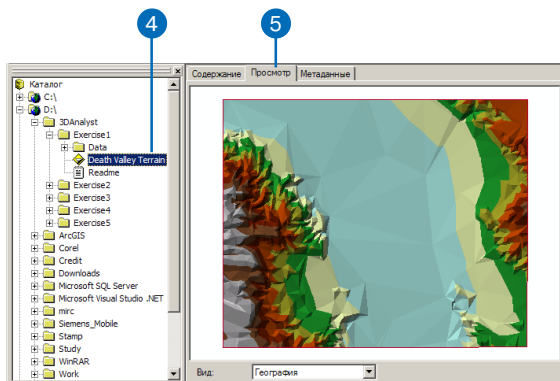 4
5
Каталог
C:\
D:\
3DAnalyst
Exercise1
Data
Death Valley Terrain
Readme
Exercise2
Exercise3
Exercise4
Exercise5
ArcGIS
Corel
Credit
Downloads
Microsoft SQL Server
Microsoft Visual Studio .NET
mirc
Siemens_Mobile
Stamp
Study
WinRAR
Work
Содержание Просмотр Метаданные
Вид: География